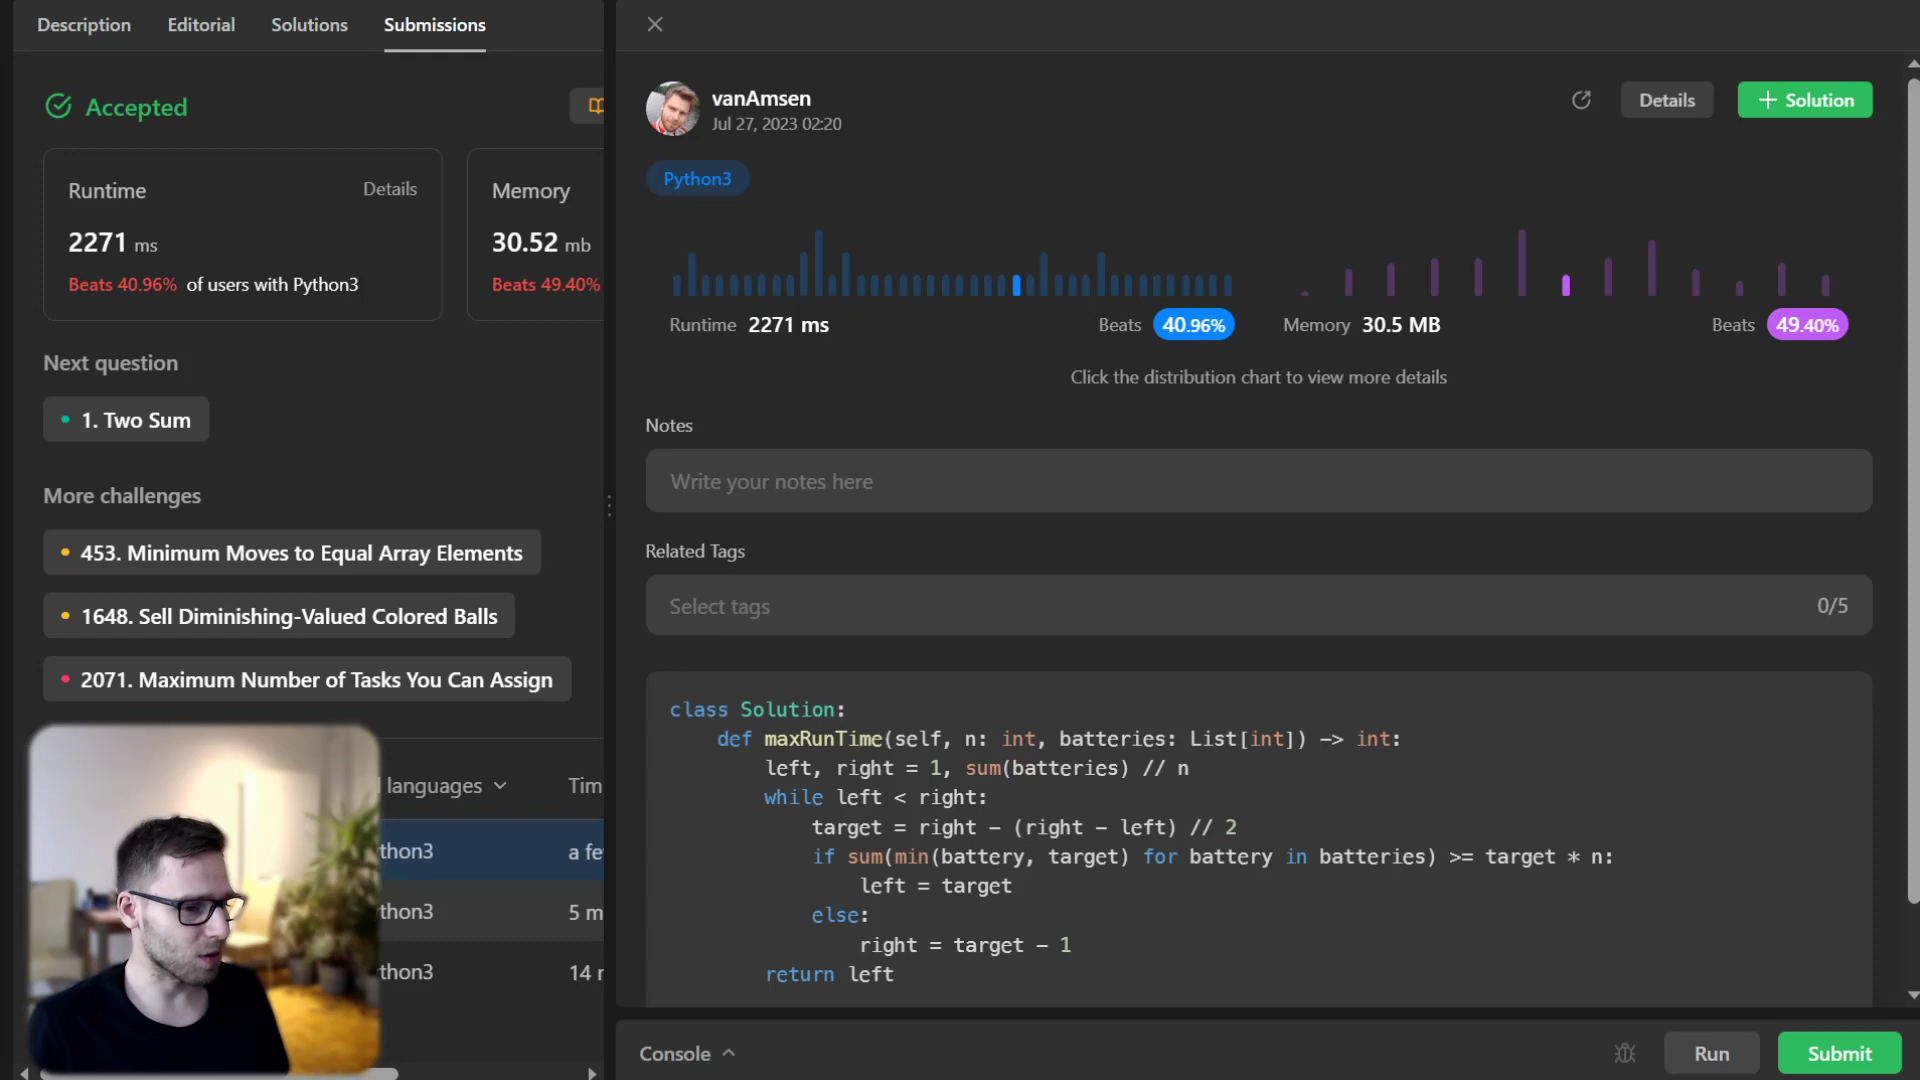 Description Editorial Solutions Submissions
Accepted
Runtime Details
2271 ms
Beats 40.96% of users with Python3
Memory
30.52 mb
Beats 49.40%
Next question
1. Two Sum
More challenges
453. Minimum Moves to Equal Array Elements
1648. Sell Diminishing-Valued Colored Balls
2071. Maximum Number of Tasks You Can Assign
languages Tim
thon3 a fe
thon3 5 m
thon3 14
vanAmsen
Jul 27, 2023 02:20
Details
+ Solution
Python3
Runtime 2271 ms Beats 40.96%
Memory 30.5 MB Beats 49.40%
Click the distribution chart to view more details
Notes
Write your notes here
Related Tags
Select tags 0/5
class Solution:
def maxRunTime(self, n: int, batteries: List[int]) -> int:
left, right = 1, sum(batteries) // n
while left < right:
target = right - (right - left) // 2
if sum(min(battery, target) for battery in batteries) >= target * n:
left = target
else:
right = target - 1
return left
Console
Run
Submit